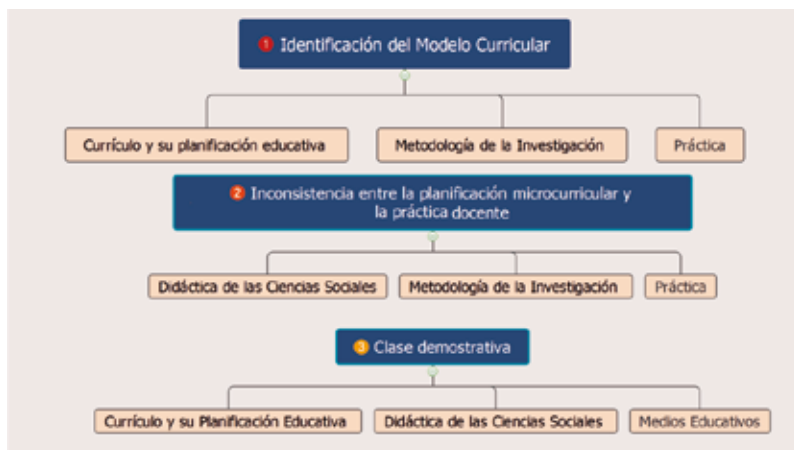 1 Identificación del Modelo Curricular
Currículo y su planificación educativa
Metodología de la Investigación
Práctica
2 Inconsistencia entre la planificación microcurricular y
la práctica docente
Didáctica de las Ciencias Sociales
Metodología de la Investigación
Práctica
3 Clase demostrativa
Currículo y su Planificación Educativa
Didáctica de las Ciencias Sociales
Medios Educativos